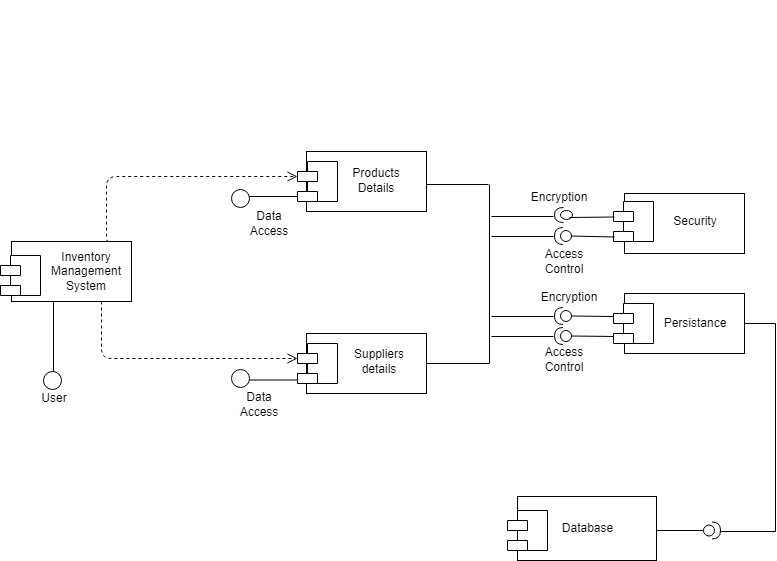 Products
Details
Encryption
Security
Data
Access
Access
Control
Inventory
Management
System
Encryption
Persistance
Suppliers
details
Access
Control
User
Data
Access
Database